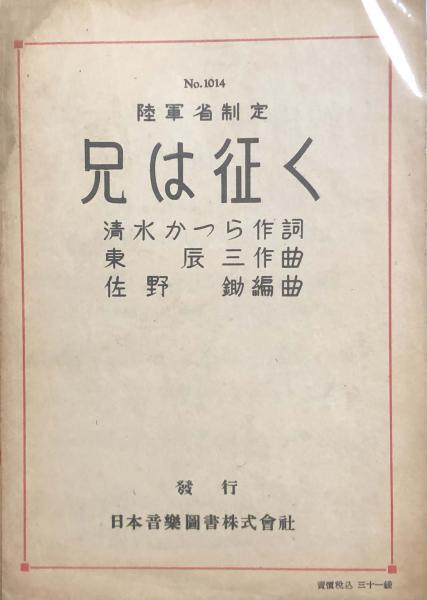 No.1014
陸軍省制定
兄は征く
清水かつら作詞
東辰三作曲
佐野鋤編曲
發行
日本音樂圖書株式會社
賣價税込 三十一錢